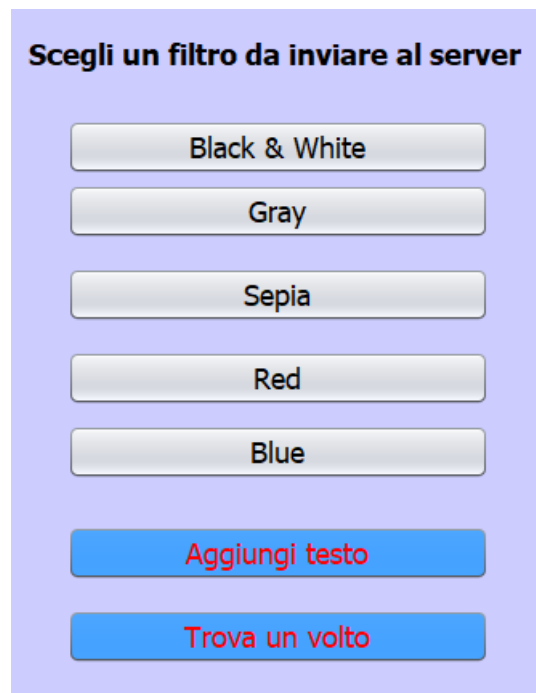 Scegli un filtro da inviare al server
Black & White
Gray
Sepia
Red
Blue
Aggiungi testo
Trova un volto